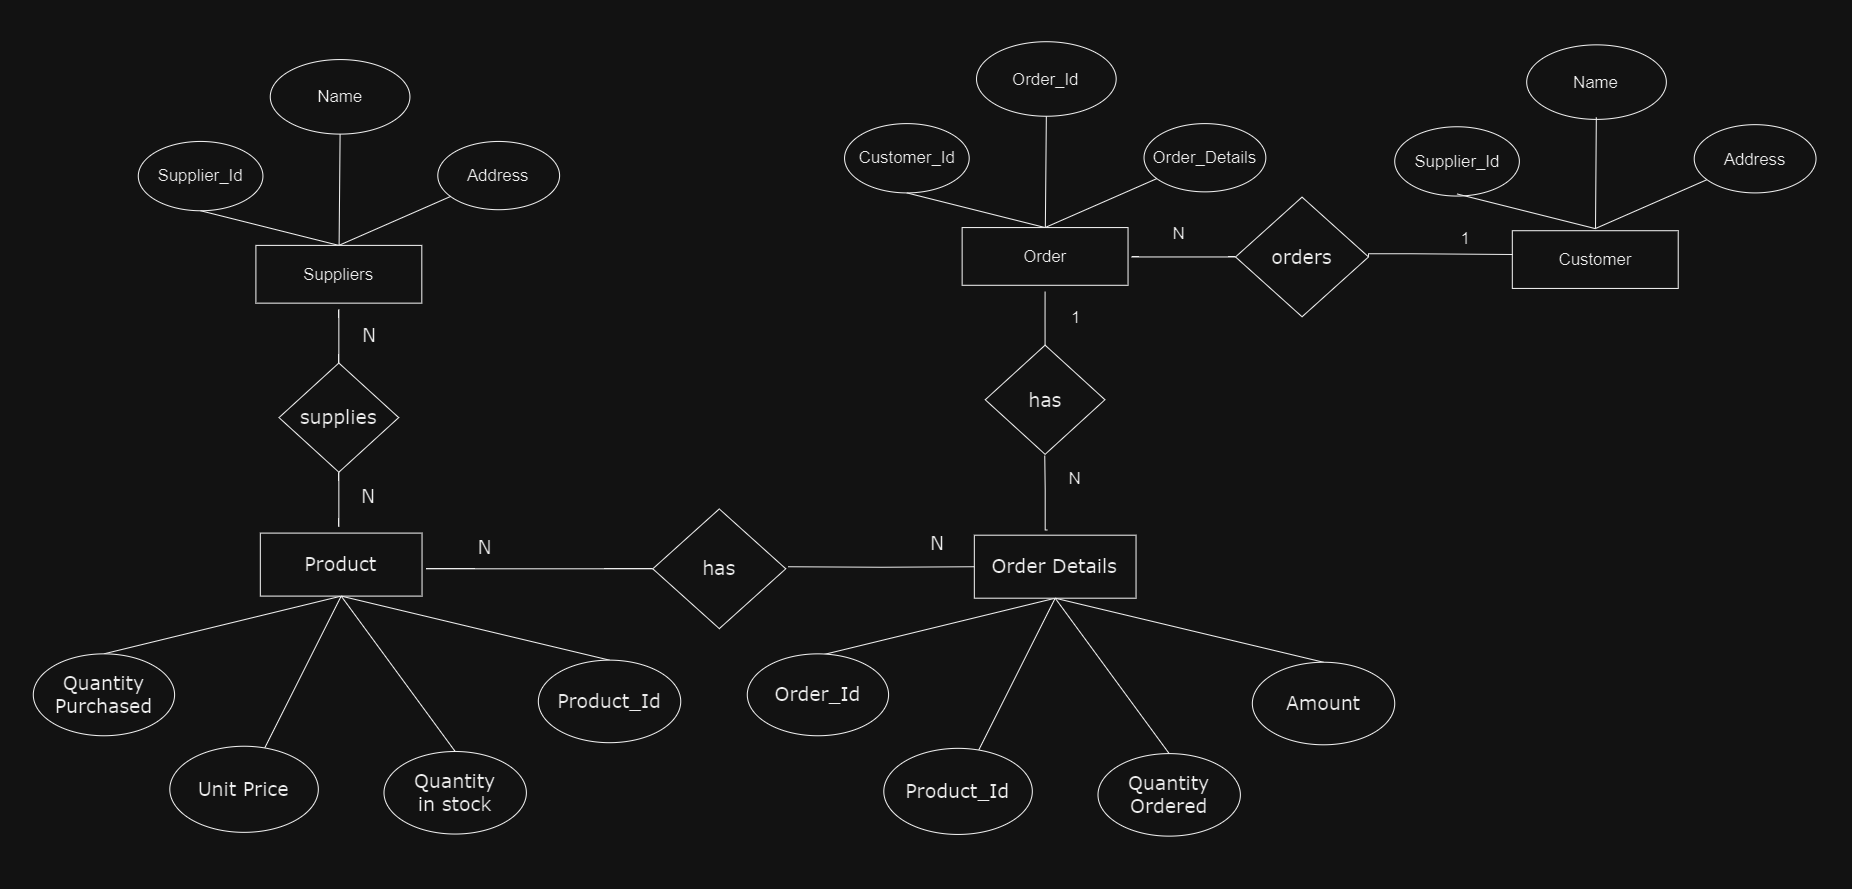 Name
Supplier_Id
Address
Suppliers
N
supplies
N
Product
Quantity
Purchased
Unit Price
Quantity
in stock
Product_Id
N
has
N
Order_Id
Customer_Id
Order_Details
Order
1
has
N
Order Details
Order_Id
Product_Id
Quantity
Ordered
Amount
N
orders
1
Name
Supplier_Id
Address
Customer